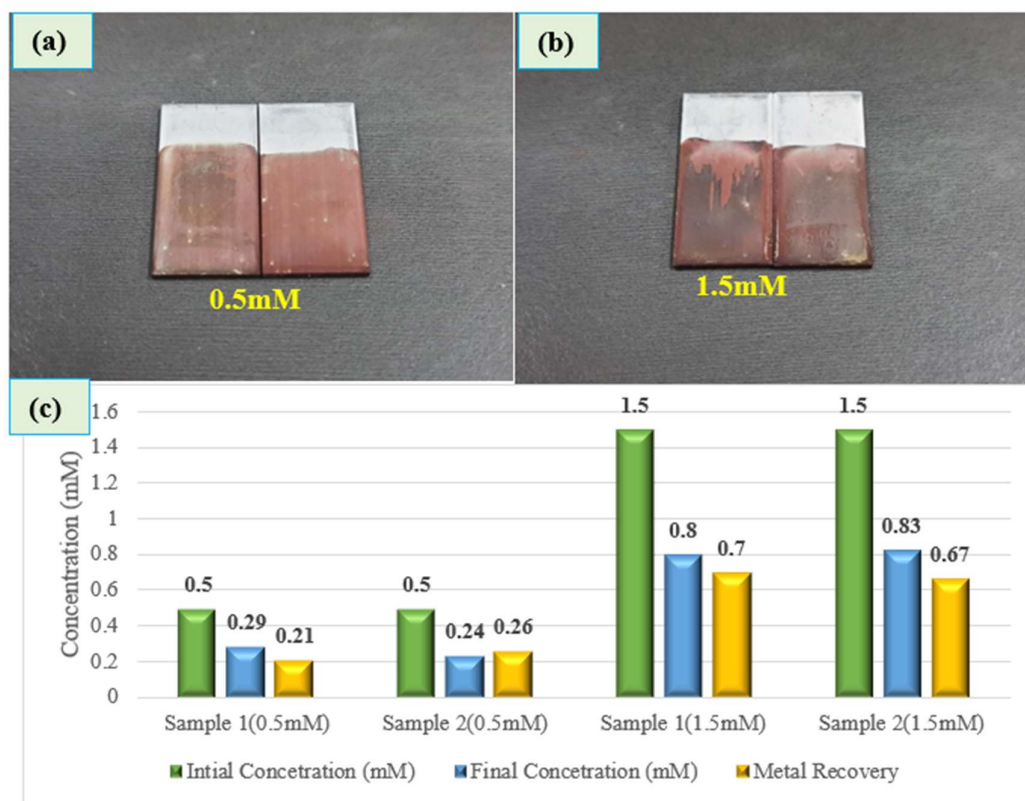 (a)
(b)
0.5mM
1.5mM
(c)
Concentration (mM)
1.6
1.4
1.2
1
0.8
0.6
0.4
0.2
0
0.5
0.29
0.21
0.5
0.24
0.26
1.5
0.8
0.7
1.5
0.83
0.67
Sample 1(0.5mM) Sample 2(0.5mM) Sample 1(1.5mM) Sample 2(1.5mM)
Intial Concetration (mM) Final Concetration (mM) Metal Recovery